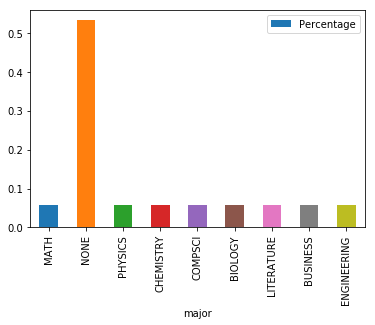 Percentage
0.5
0.4
0.3
0.2
0.1
0.0
MATH
NONE
PHYSICS
CHEMISTRY
COMPSCI
BIOLOGY
LITERATURE
BUSINESS
ENGINEERING
major